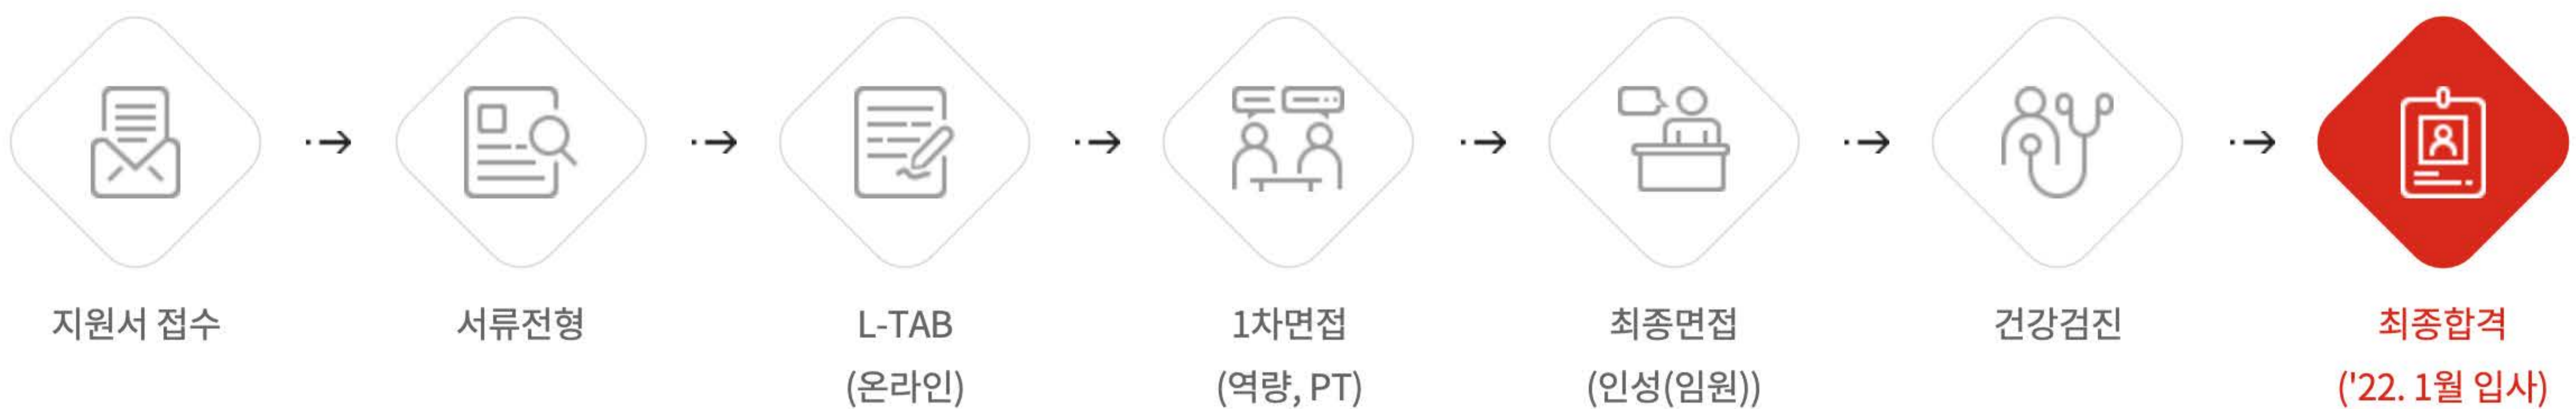 지원서 접수
서류전형
L-TAB
(온라인)
1차면접
(역량, PT)
최종면접
(인성(임원))
건강검진
최종합격
('22. 1월 입사)